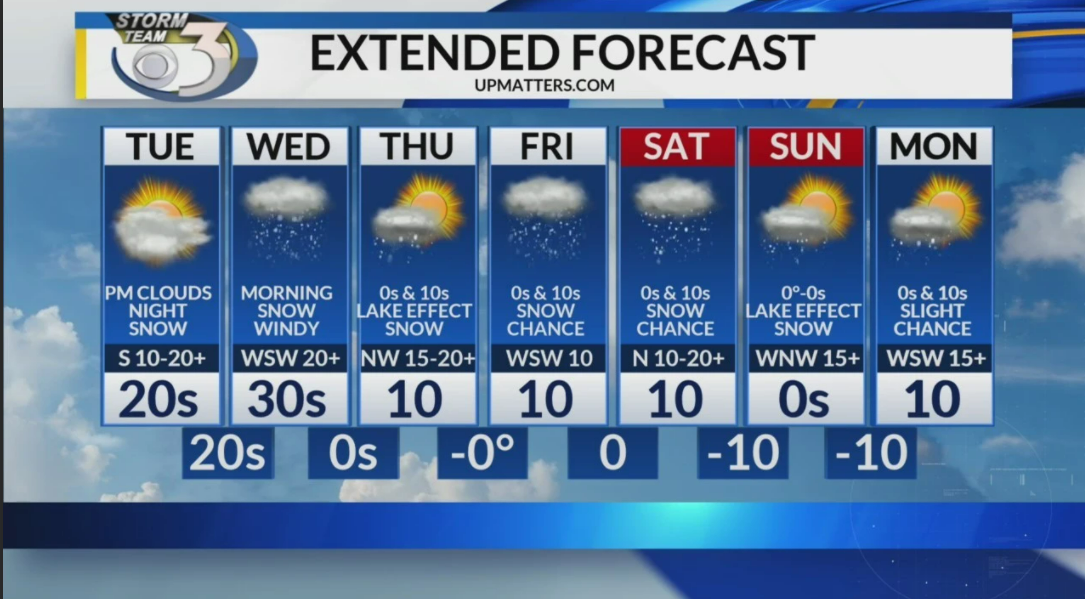 STORM
TEAM
3
EXTENDED FORECAST
UPMATTERS.COM
TUE
PM CLOUDS
NIGHT
SNOW
S 10-20+
20s
WED
MORNING
SNOW
WINDY
WSW 20+
30s
THU
0s & 10s
LAKE EFFECT
SNOW
NW 15-20+
10
FRI
0s & 10s
SNOW
CHANCE
WSW 10
10
SAT
0s & 10s
SNOW
CHANCE
N 10-20+
10
SUN
0°-0s
LAKE EFFECT
SNOW
WNW 15+
0s
MON
0s & 10s
SLIGHT
CHANCE
WSW 15+
10
20s
0s
-0°
0
-10
-10